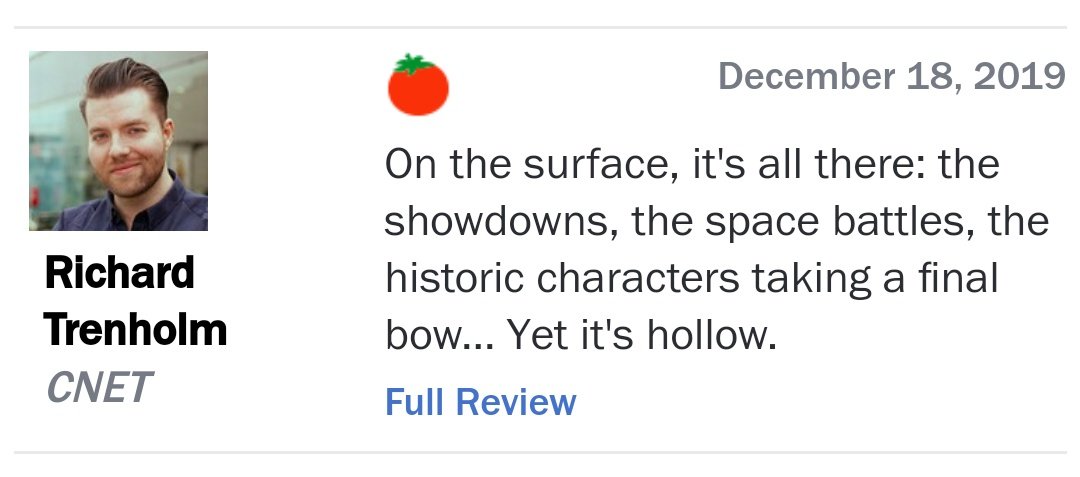 December 18, 2019
On the surface, it's all there: the
showdowns, the space battles, the
historic characters taking a final
bow... Yet it's hollow.
Full Review
Richard
Trenholm
CNET